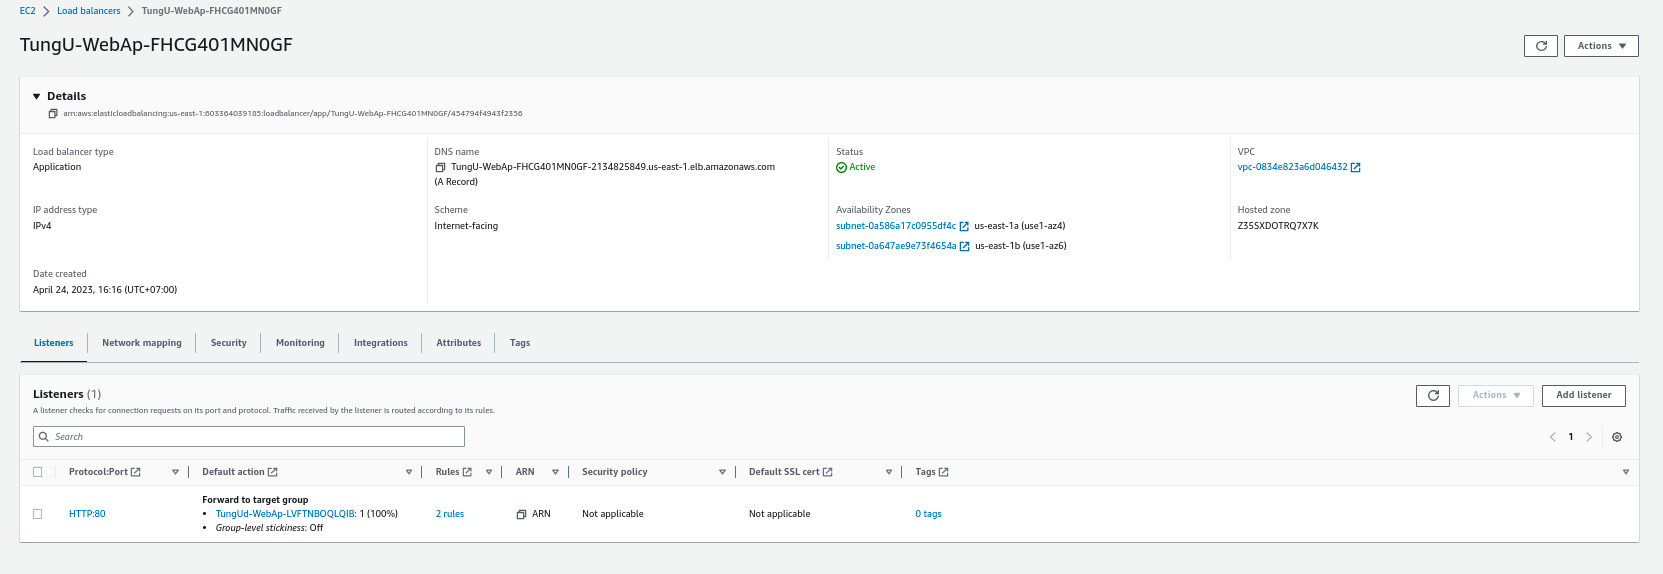 EC2 > Load balancers > TungU-WebAp-FHCG401MN0GF
TungU-WebAp-FHCG401MN0GF
Actions
Details
arn:aws:elasticloadbalancing:us-east-1:603364039185:loadbalancer/app/TungU-WebAp-FHCG401MN0GF/454794f4943f2356
Load balancer type
Application
DNS name
TungU-WebAp-FHCG401MN0GF-2134825849.us-east-1.elb.amazonaws.com
(A Record)
Status
Active
VPC
vpc-0834e823a6d046432
IP address type
IPv4
Scheme
Internet-facing
Availability Zones
subnet-0a586a17c0955df4c us-east-1a (use1-az4)
subnet-0a647ae9e73f4654a us-east-1b (use1-az6)
Hosted zone
Z35SXDOTRQ7X7K
Date created
April 24, 2023, 16:16 (UTC+07:00)
Listeners Network mapping Security Monitoring Integrations Attributes Tags
Listeners (1)
A listener checks for connection requests on its port and protocol. Traffic received by the listener is routed according to its rules.
Actions Add listener
Search
1
Protocol:Port Default action Rules ARN Security policy Default SSL cert Tags
Forward to target group
HTTP:80 • TungUd-WebAp-LVFTNBOQLQIB: 1 (100%) 2 rules ARN Not applicable Not applicable 0 tags
• Group-level stickiness: Off